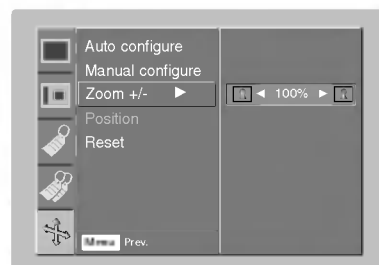 Auto configure
Manual configure
Zoom +/- ▶ ◀ 100% ▶
Position
Reset
Menu Prev.